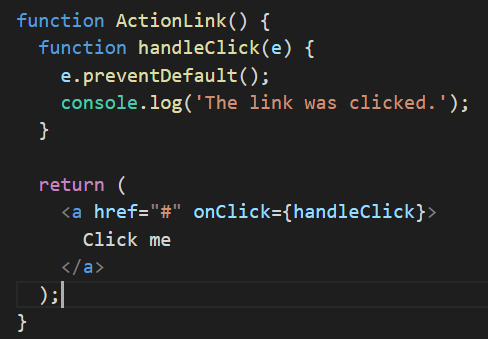 function ActionLink() {
  function handleClick(e) {
    e.preventDefault();
    console.log('The link was clicked.');
  }

  return (
    <a href="#" onClick={handleClick}>
      Click me
    </a>
  );
}